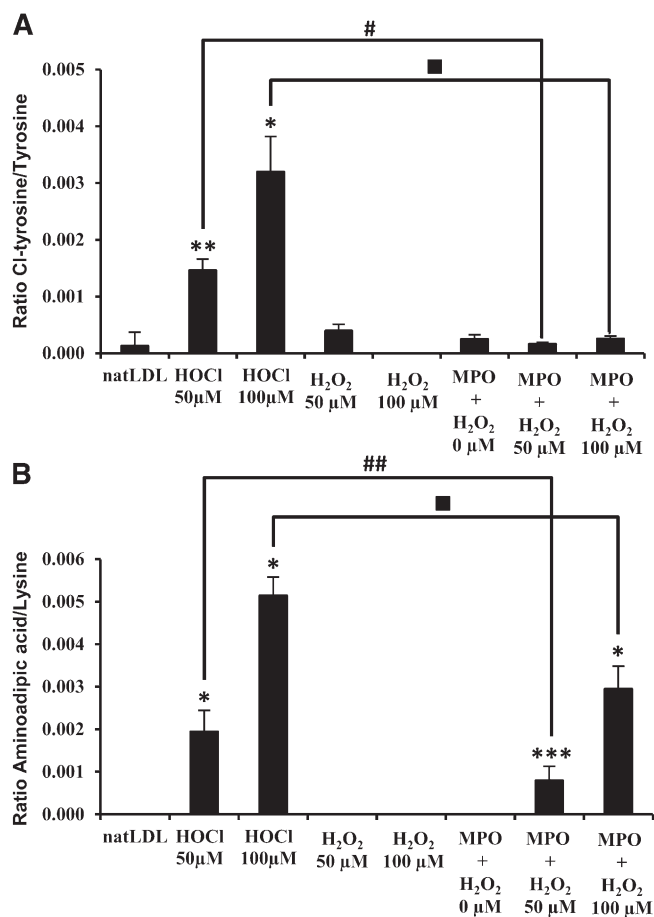 A
#
■
0.005
0.004
0.003
0.002
0.001
0.000
Ratio Cl-tyrosine/Tyrosine
**
*
natLDL
HOCl
50µM
HOCl
100µM
H₂O₂
50 µM
H₂O₂
100 µM
MPO
+
H₂O₂
0 µM
MPO
+
H₂O₂
50 µM
MPO
+
H₂O₂
100 µM
B
##
■
0.006
0.005
0.004
0.003
0.002
0.001
0.000
Ratio Aminoadipic acid/Lysine
*
*
***
*
natLDL
HOCl
50µM
HOCl
100µM
H₂O₂
50 µM
H₂O₂
100 µM
MPO
+
H₂O₂
0 µM
MPO
+
H₂O₂
50 µM
MPO
+
H₂O₂
100 µM